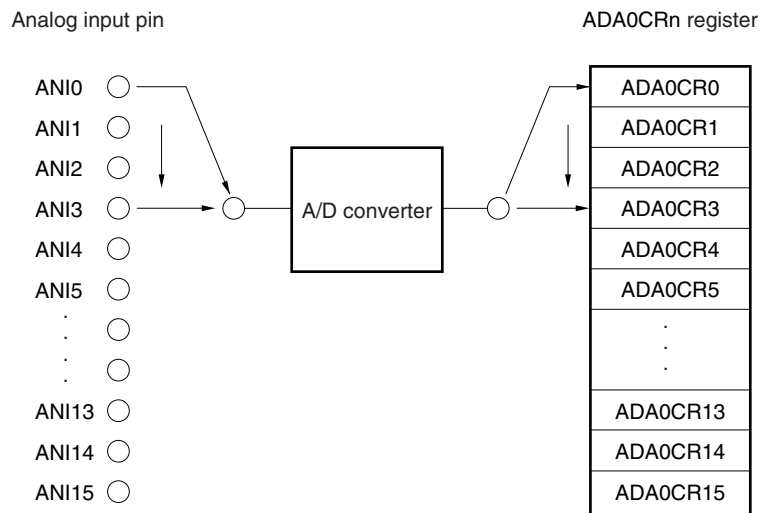 Analog input pin
ADA0CRn register
ANI0
ANI1
ANI2
ANI3
ANI4
ANI5
.
.
.
.
ANI13
ANI14
ANI15
A/D converter
ADA0CR0
ADA0CR1
ADA0CR2
ADA0CR3
ADA0CR4
ADA0CR5
.
.
.
ADA0CR13
ADA0CR14
ADA0CR15